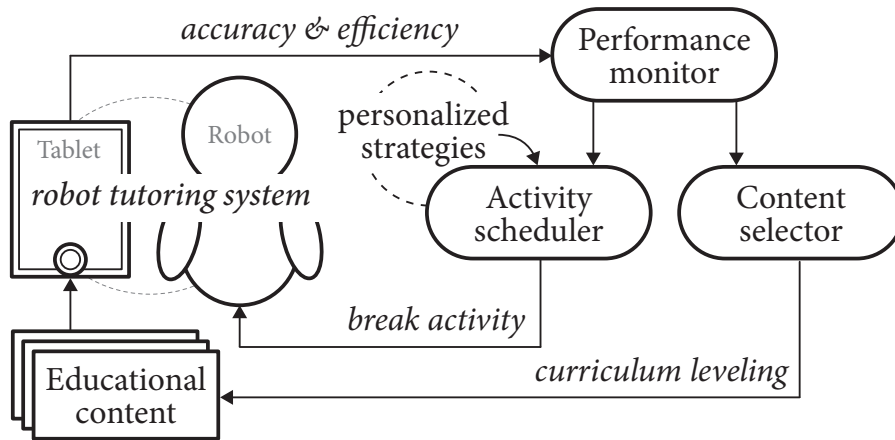 accuracy & efficiency
Performance
monitor
personalized
strategies
Tablet
Robot
robot tutoring system
Activity
scheduler
Content
selector
break activity
curriculum leveling
Educational
content